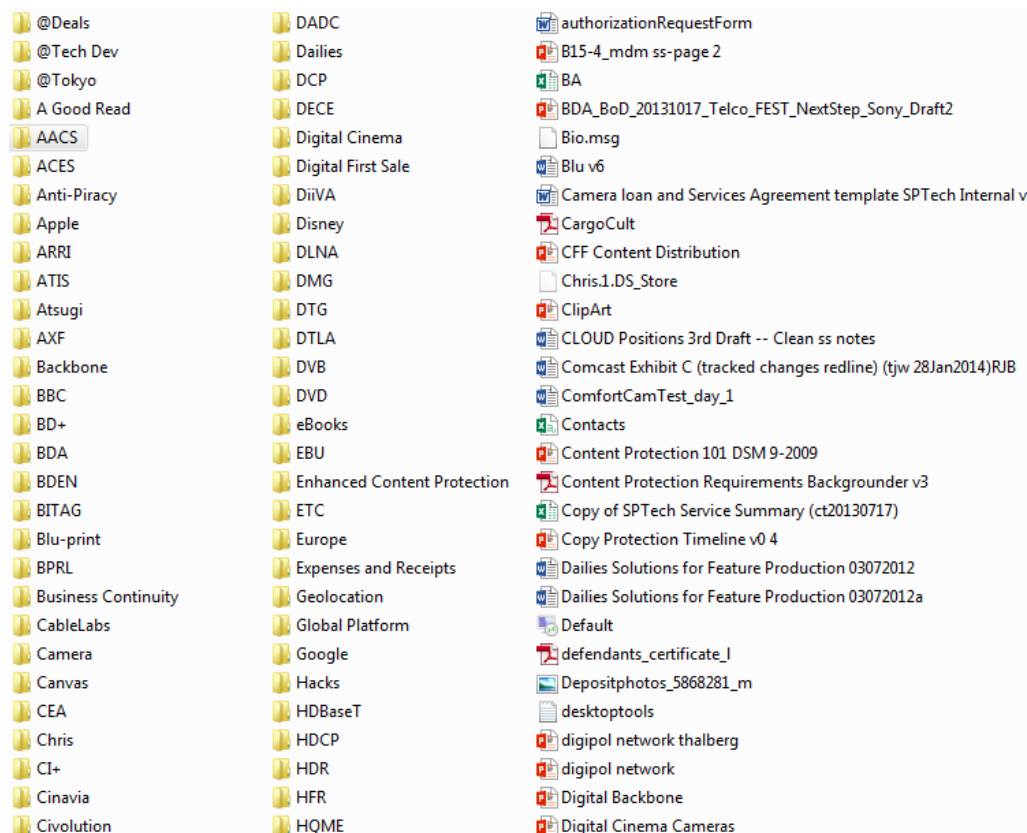 @Deals
@Tech Dev
@Tokyo
A Good Read
AACS
ACES
Anti-Piracy
Apple
ARRI
ATIS
Atsugi
AXF
Backbone
BBC
BD+
BDA
BDEN
BITAG
Blu-print
BPRL
Business Continuity
CableLabs
Camera
Canvas
CEA
Chris
CI+
Cinavia
Civolution
DADC
Dailies
DCP
DECE
Digital Cinema
Digital First Sale
DiiVA
Disney
DLNA
DMG
DTG
DTLA
DVB
DVD
eBooks
EBU
Enhanced Content Protection
ETC
Europe
Expenses and Receipts
Geolocation
Global Platform
Google
Hacks
HDBaseT
HDCP
HDR
HFR
HQME
authorizationRequestForm
B15-4_mdm ss-page 2
BA
BDA_BoD_20131017_Telco_FEST_NextStep_Sony_Draft2
Bio.msg
Blu v6
Camera loan and Services Agreement template SPTech Internal v
CargoCult
CFF Content Distribution
Chris.1.DS_Store
ClipArt
CLOUD Positions 3rd Draft -- Clean ss notes
Comcast Exhibit C (tracked changes redline) (tjw 28Jan2014)RJB
ComfortCamTest_day_1
Contacts
Content Protection 101 DSM 9-2009
Content Protection Requirements Backgrounder v3
Copy of SPTech Service Summary (ct20130717)
Copy Protection Timeline v0 4
Dailies Solutions for Feature Production 03072012
Dailies Solutions for Feature Production 03072012a
Default
defendants_certificate_I
Depositphotos_5868281_m
desktoptools
digipol network thalberg
digipol network
Digital Backbone
Digital Cinema Cameras